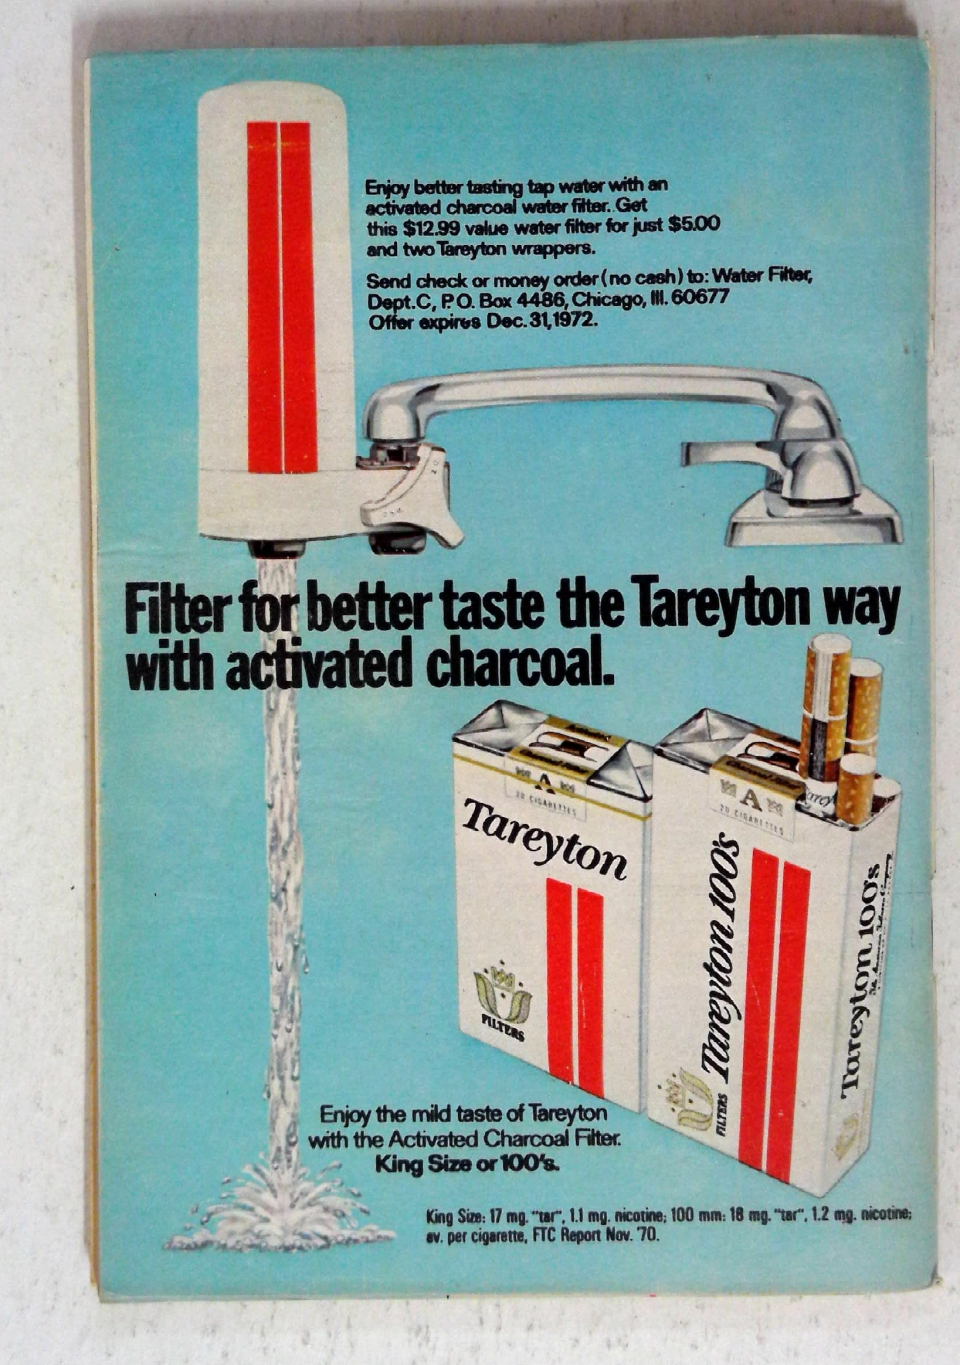 Enjoy better tasting tap water with an
activated charcoal water filter. Get
this $12.99 value water filter for just $5.00
and two Tareyton wrappers.
Send check or money order (no cash) to: Water Filter,
Dept. C, P.O. Box 4486, Chicago, Ill. 60677
Offer expires Dec. 31, 1972.
Filter for better taste the Tareyton way
with activated charcoal.
A
20 CIGARETTES
Tareyton
FILTERS
A
20 CIGARETTES
Tareyton 100's
FILTERS
Tareyton 100's
Enjoy the mild taste of Tareyton
with the Activated Charcoal Filter.
King Size or 100's.
King Size: 17 mg. "tar", 1.1 mg. nicotine; 100 mm: 18 mg. "tar", 1.2 mg. nicotine;
av. per cigarette, FTC Report Nov. '70.